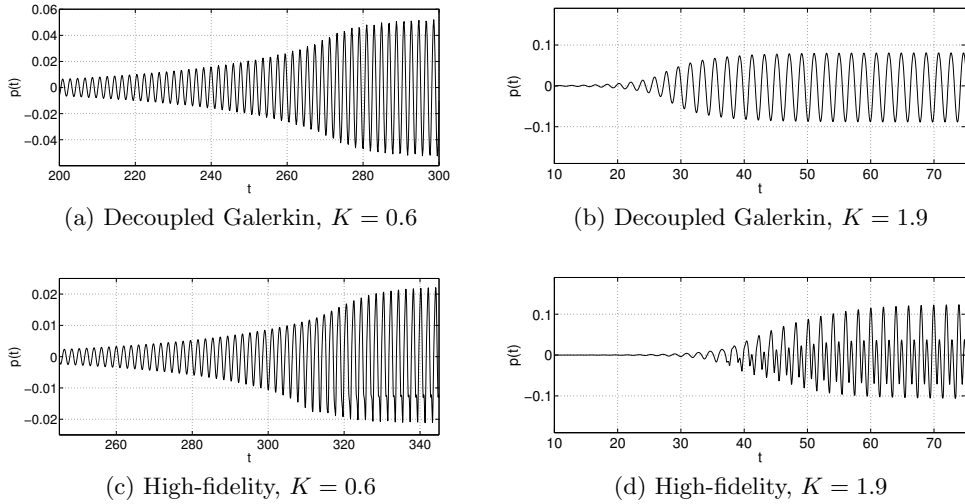 0.06
0.04
0.02
0
−0.02
−0.04
p(t)
200 220 240 260 280 300
t
(a) Decoupled Galerkin, K = 0.6
0.1
0
−0.1
p(t)
10 20 30 40 50 60 70
t
(b) Decoupled Galerkin, K = 1.9
0.02
0.01
0
−0.01
−0.02
p(t)
260 280 300 320 340
t
(c) High-fidelity, K = 0.6
0.1
0
−0.1
p(t)
10 20 30 40 50 60 70
t
(d) High-fidelity, K = 1.9